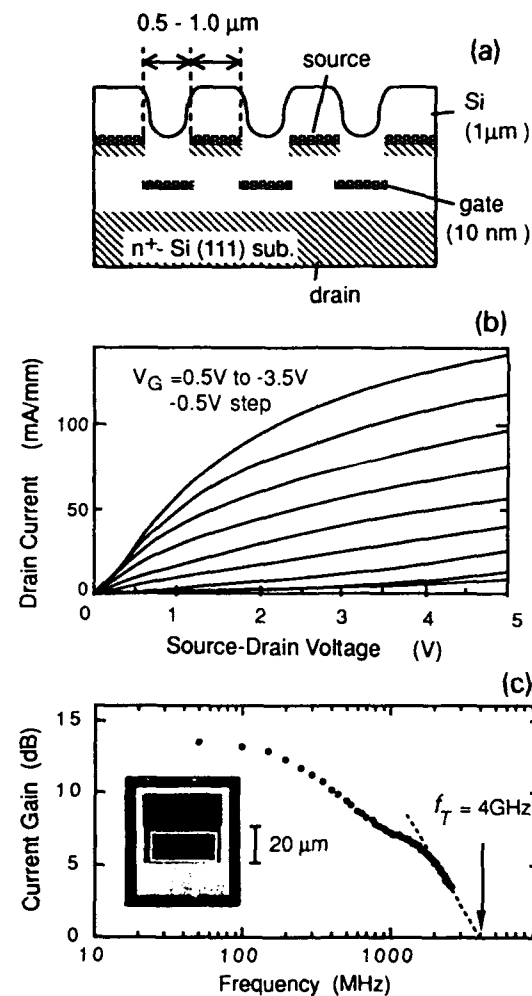 (a)
0.5 - 1.0 μm
source
Si
(1μm)
gate
(10 nm)
n+- Si (111) sub.
drain
(b)
VG =0.5V to -3.5V
-0.5V step
Drain Current (mA/mm)
100
50
0
0 1 2 3 4 5
Source-Drain Voltage (V)
(c)
Current Gain (dB)
15
10
5
0
fT = 4GHz
20 μm
10 100 1000
Frequency (MHz)